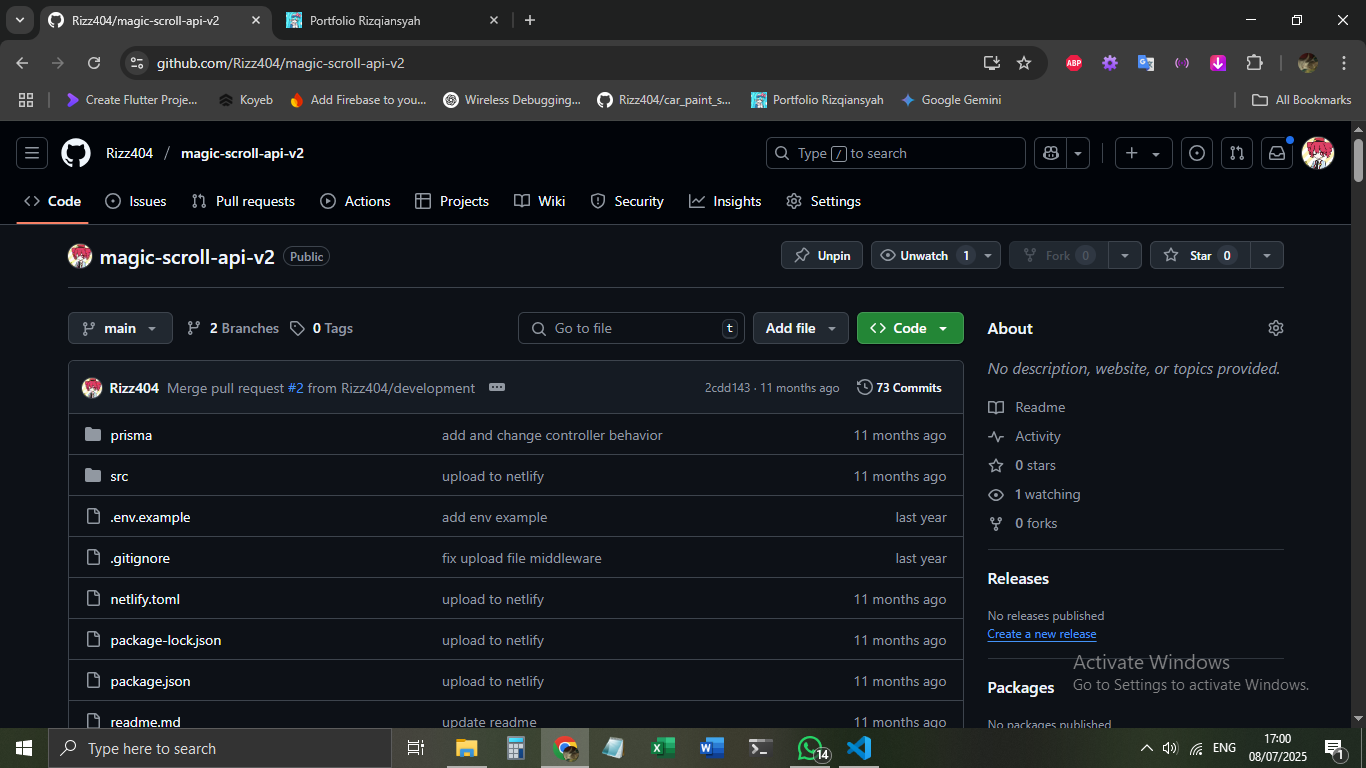 Rizz404/magic-scroll-api-v2
Portfolio Rizqiansyah
github.com/Rizz404/magic-scroll-api-v2
ABP
Create Flutter Proje...
Koyeb
Add Firebase to you...
Wireless Debugging...
Rizz404/car_paint_s...
Portfolio Rizqiansyah
Google Gemini
All Bookmarks
Rizz404 / magic-scroll-api-v2
Type / to search
Code
Issues
Pull requests
Actions
Projects
Wiki
Security
Insights
Settings
magic-scroll-api-v2 Public
Unpin
Unwatch 1
Fork 0
Star 0
main
2 Branches
0 Tags
Go to file t
Add file
Code
Rizz404 Merge pull request #2 from Rizz404/development
2cdd143 · 11 months ago
73 Commits
prisma add and change controller behavior 11 months ago
src upload to netlify 11 months ago
.env.example add env example last year
.gitignore fix upload file middleware last year
netlify.toml upload to netlify 11 months ago
package-lock.json upload to netlify 11 months ago
package.json upload to netlify 11 months ago
readme.md update readme 11 months ago
About
No description, website, or topics provided.
Readme
Activity
0 stars
1 watching
0 forks
Releases
No releases published
Create a new release
Packages
No packages published
Activate Windows
Go to Settings to activate Windows.
Type here to search
14
ENG
17:00
08/07/2025
1